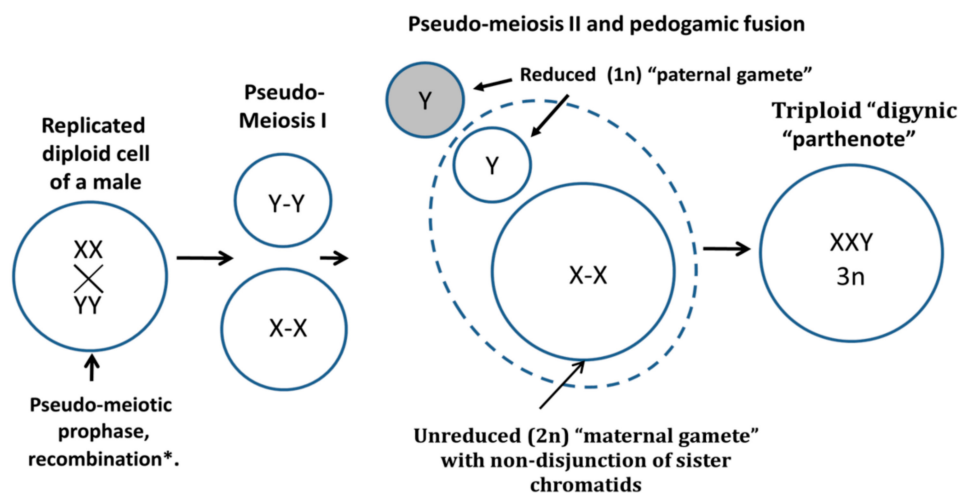 Pseudo-meiosis II and pedogamic fusion
Reduced (1n) “paternal gamete”
Y
Pseudo-
Meiosis I
Triploid “digynic
“parthenote”
Replicated
diploid cell
of a male
Y
Y-Y
XX
YY
XXY
3n
X-X
X-X
Pseudo-meiotic
prophase,
recombination*.
Unreduced (2n) “maternal gamete”
with non-disjunction of sister
chromatids